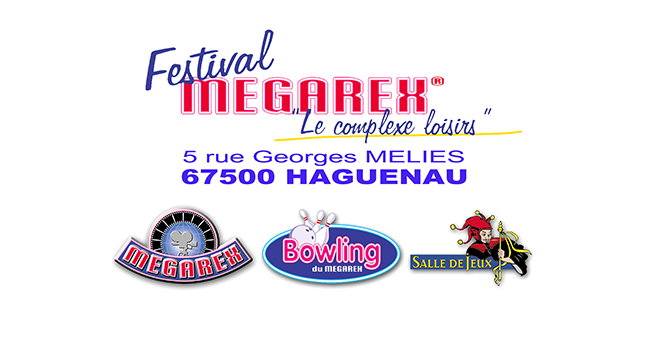 Festival
MEGAREX®
"Le complexe loisirs"
5 rue Georges MELIES
67500 HAGUENAU
MEGAREX
Bowling
du MEGAREX
SALLE DE JEUX